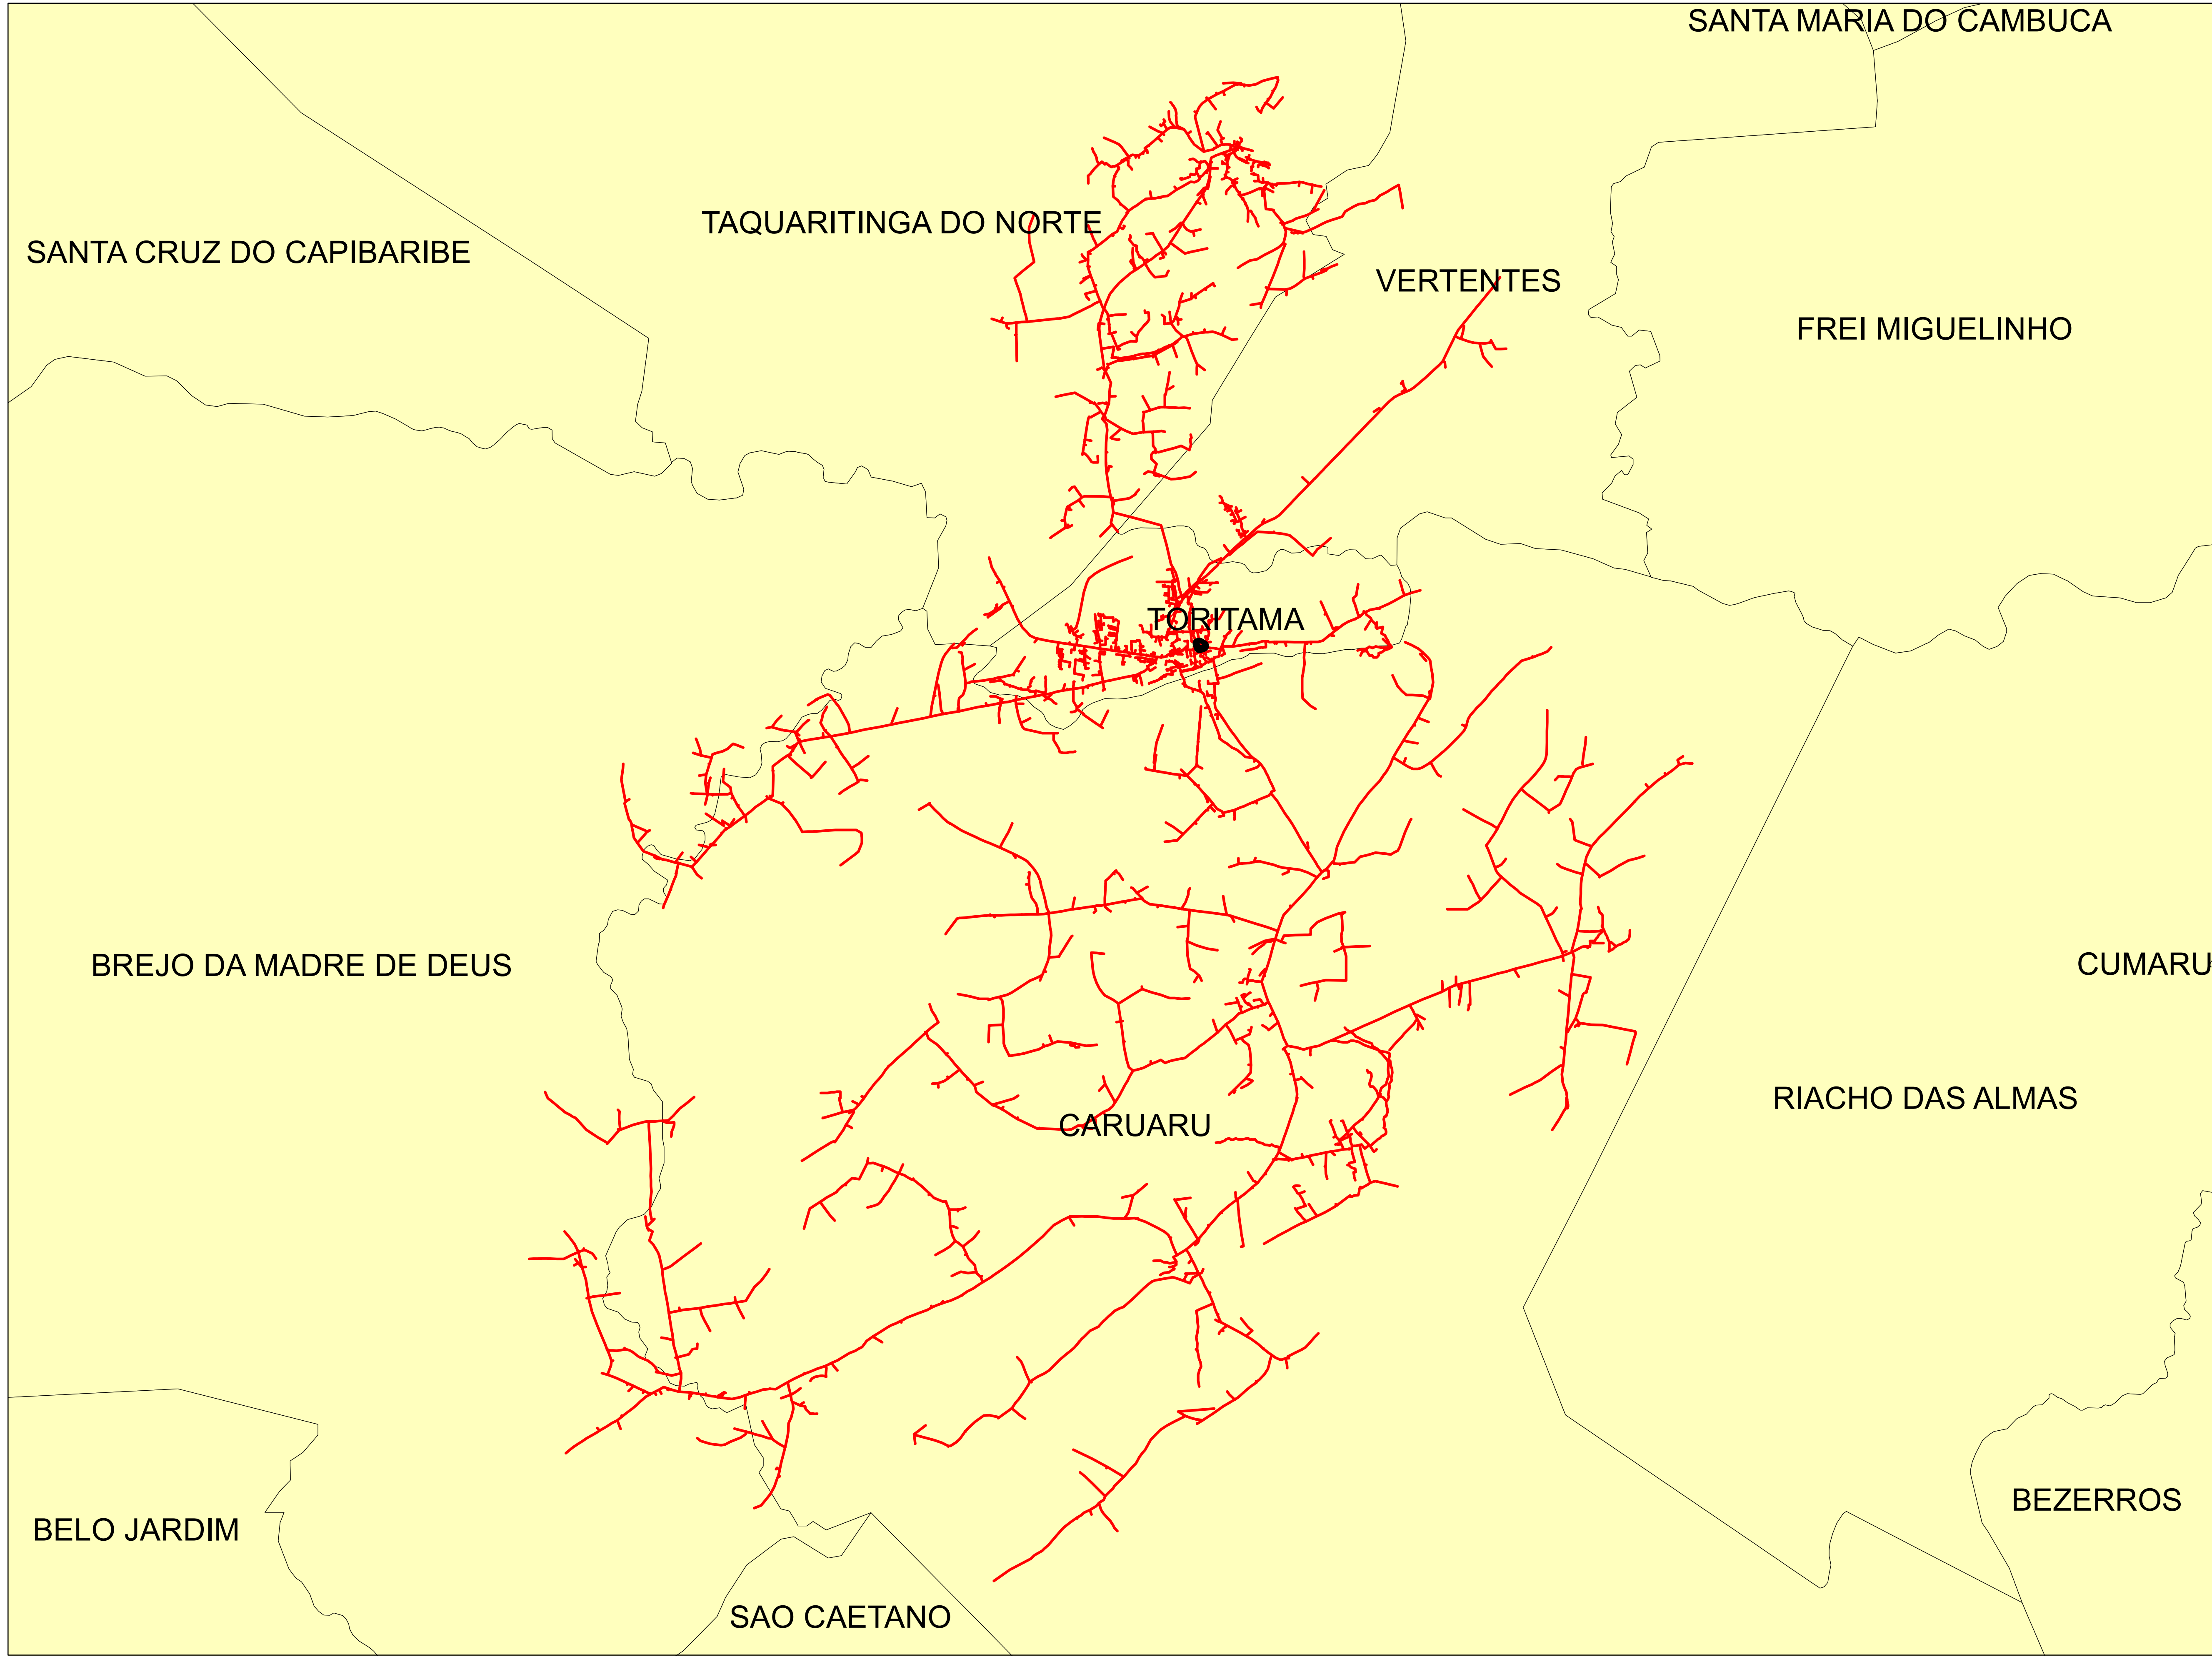 SANTA MARIA DO CAMBUCA
TAQUARITINGA DO NORTE
SANTA CRUZ DO CAPIBARIBE
VERTENTES
FREI MIGUELINHO
TORITAMA
BREJO DA MADRE DE DEUS
CUMARU
RIACHO DAS ALMAS
CARUARU
BEZERROS
BELO JARDIM
SAO CAETANO